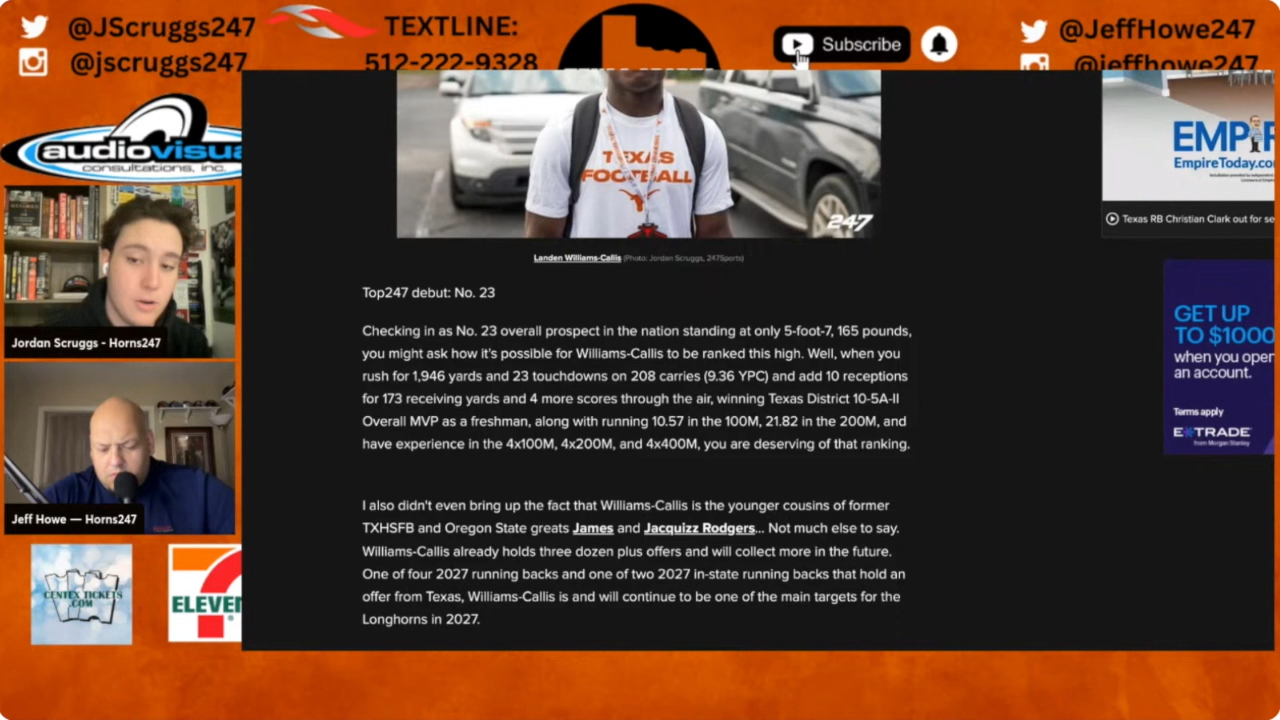 @JScruggs247
TEXTLINE:
Subscribe
@JeffHowe247
@jscruggs247
512-222-9328
@jeffhowe247
audiovisua
consultations, inc.
TEXAS
FOOTBALL
247
EmpireToday.co
Texas RB Christian Clark out for se
Landen Williams-Callis (Photo: Jordan Scruggs, 247Sports)
Top247 debut: No. 23
Checking in as No. 23 overall prospect in the nation standing at only 5-foot-7, 165 pounds,
you might ask how it's possible for Williams-Callis to be ranked this high. Well, when you
rush for 1,946 yards and 23 touchdowns on 208 carries (9.36 YPC) and add 10 receptions
for 173 receiving yards and 4 more scores through the air, winning Texas District 10-5A-II
Overall MVP as a freshman, along with running 10.57 in the 100M, 21.82 in the 200M, and
have experience in the 4x100M, 4x200M, and 4x400M, you are deserving of that ranking.
I also didn't even bring up the fact that Williams-Callis is the younger cousins of former
TXHSFB and Oregon State greats James and Jacquizz Rodgers... Not much else to say.
Williams-Callis already holds three dozen plus offers and will collect more in the future.
One of four 2027 running backs and one of two 2027 in-state running backs that hold an
offer from Texas, Williams-Callis is and will continue to be one of the main targets for the
Longhorns in 2027.
GET UP
TO $1000
when you open
an account.
Terms apply
E*TRADE
from Morgan Stanley
Jordan Scruggs - Horns247
Jeff Howe — Horns247
CENTEX TICKETS
.COM
7
ELEVEN